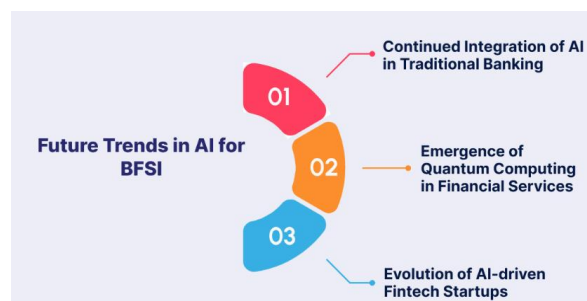 Future Trends in AI for
BFSI
01
Continued Integration of AI
in Traditional Banking
02
Emergence of
Quantum Computing
in Financial Services
03
Evolution of AI-driven
Fintech Startups